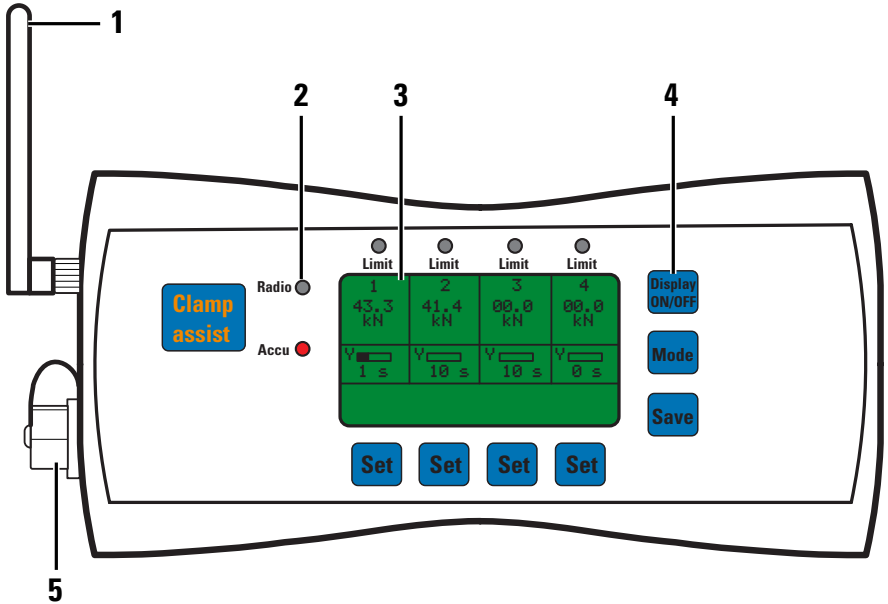 1
2
3
4
Limit
Limit
Limit
Limit
Radio
Clamp
assist
Accu
1 2 3 4
43.3 41.4 00.0 00.0
kN kN kN kN
Y Y Y Y
1 s 10 s 10 s 0 s
Display
ON/OFF
Mode
Save
Set
Set
Set
Set
5